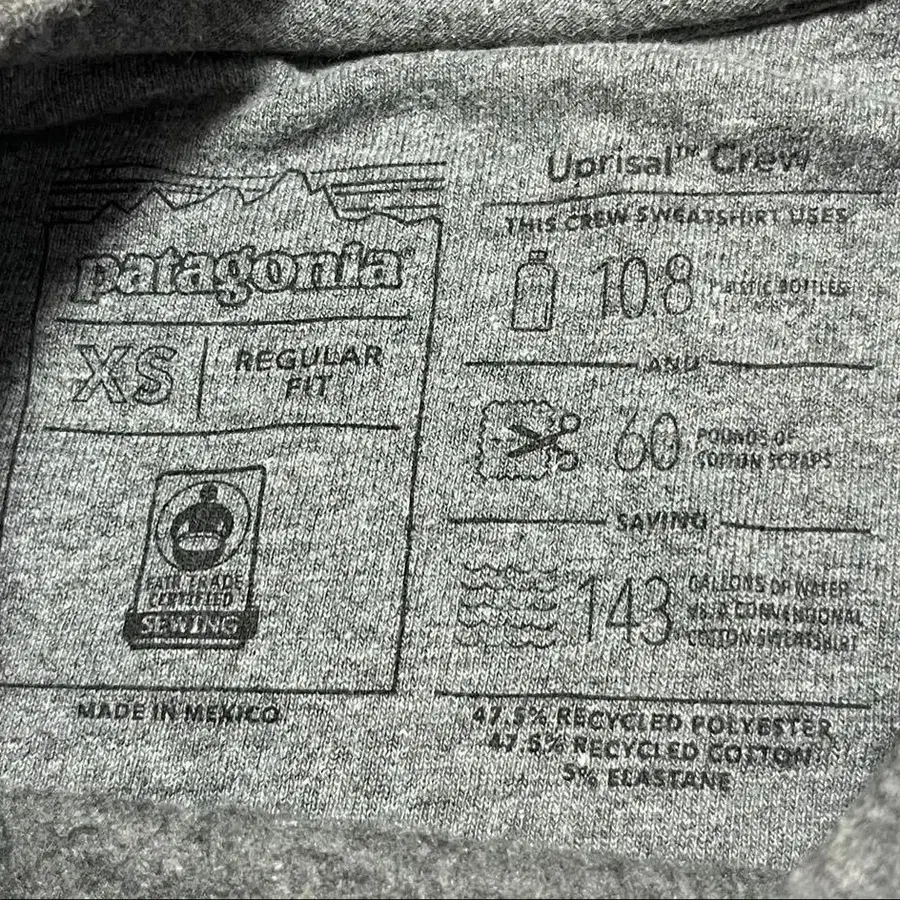 patagonia®
XS
REGULAR
FIT
FAIR TRADE
CERTIFIED
SEWING
MADE IN MEXICO
Uprisal™ Crew
THIS CREW SWEATSHIRT USES
10.8 PLASTIC BOTTLES
AND
60 POUNDS OF
COTTON SCRAPS
SAVING
143 GALLONS OF WATER
VS. A CONVENTIONAL
COTTON SWEATSHIRT
47.5% RECYCLED POLYESTER
47.5% RECYCLED COTTON
5% ELASTANE